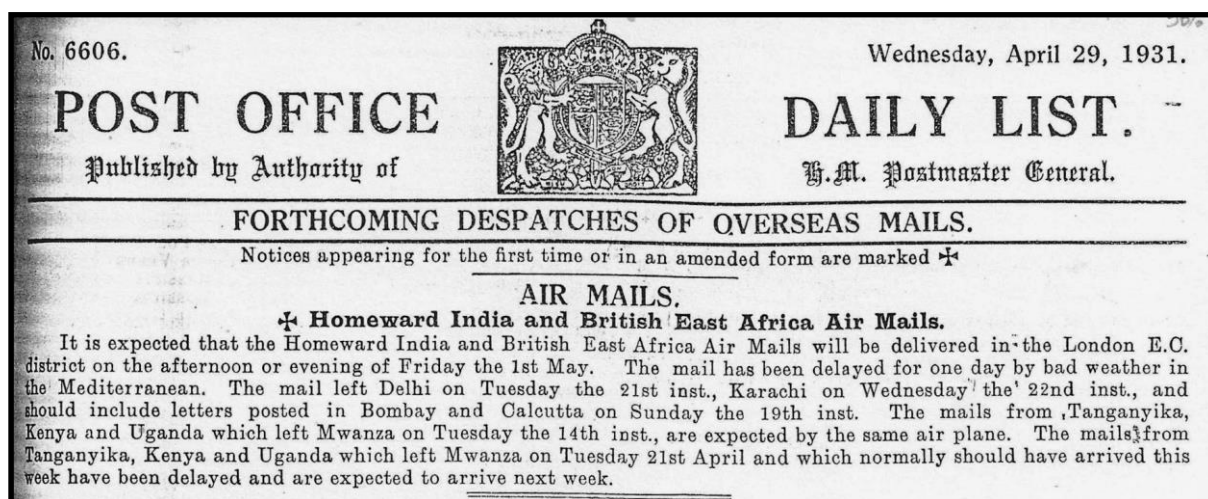 No. 6606.
Wednesday, April 29, 1931.
POST OFFICE DAILY LIST.
Published by Authority of H.M. Postmaster General.
FORTHCOMING DESPATCHES OF OVERSEAS MAILS.
Notices appearing for the first time or in an amended form are marked ✠
AIR MAILS.
✠ Homeward India and British East Africa Air Mails.
It is expected that the Homeward India and British East Africa Air Mails will be delivered in the London E.C.
district on the afternoon or evening of Friday the 1st May. The mail has been delayed for one day by bad weather in
the Mediterranean. The mail left Delhi on Tuesday the 21st inst., Karachi on Wednesday the 22nd inst., and
should include letters posted in Bombay and Calcutta on Sunday the 19th inst. The mails from Tanganyika,
Kenya and Uganda which left Mwanza on Tuesday the 14th inst., are expected by the same air plane. The mails from
Tanganyika, Kenya and Uganda which left Mwanza on Tuesday 21st April and which normally should have arrived this
week have been delayed and are expected to arrive next week.